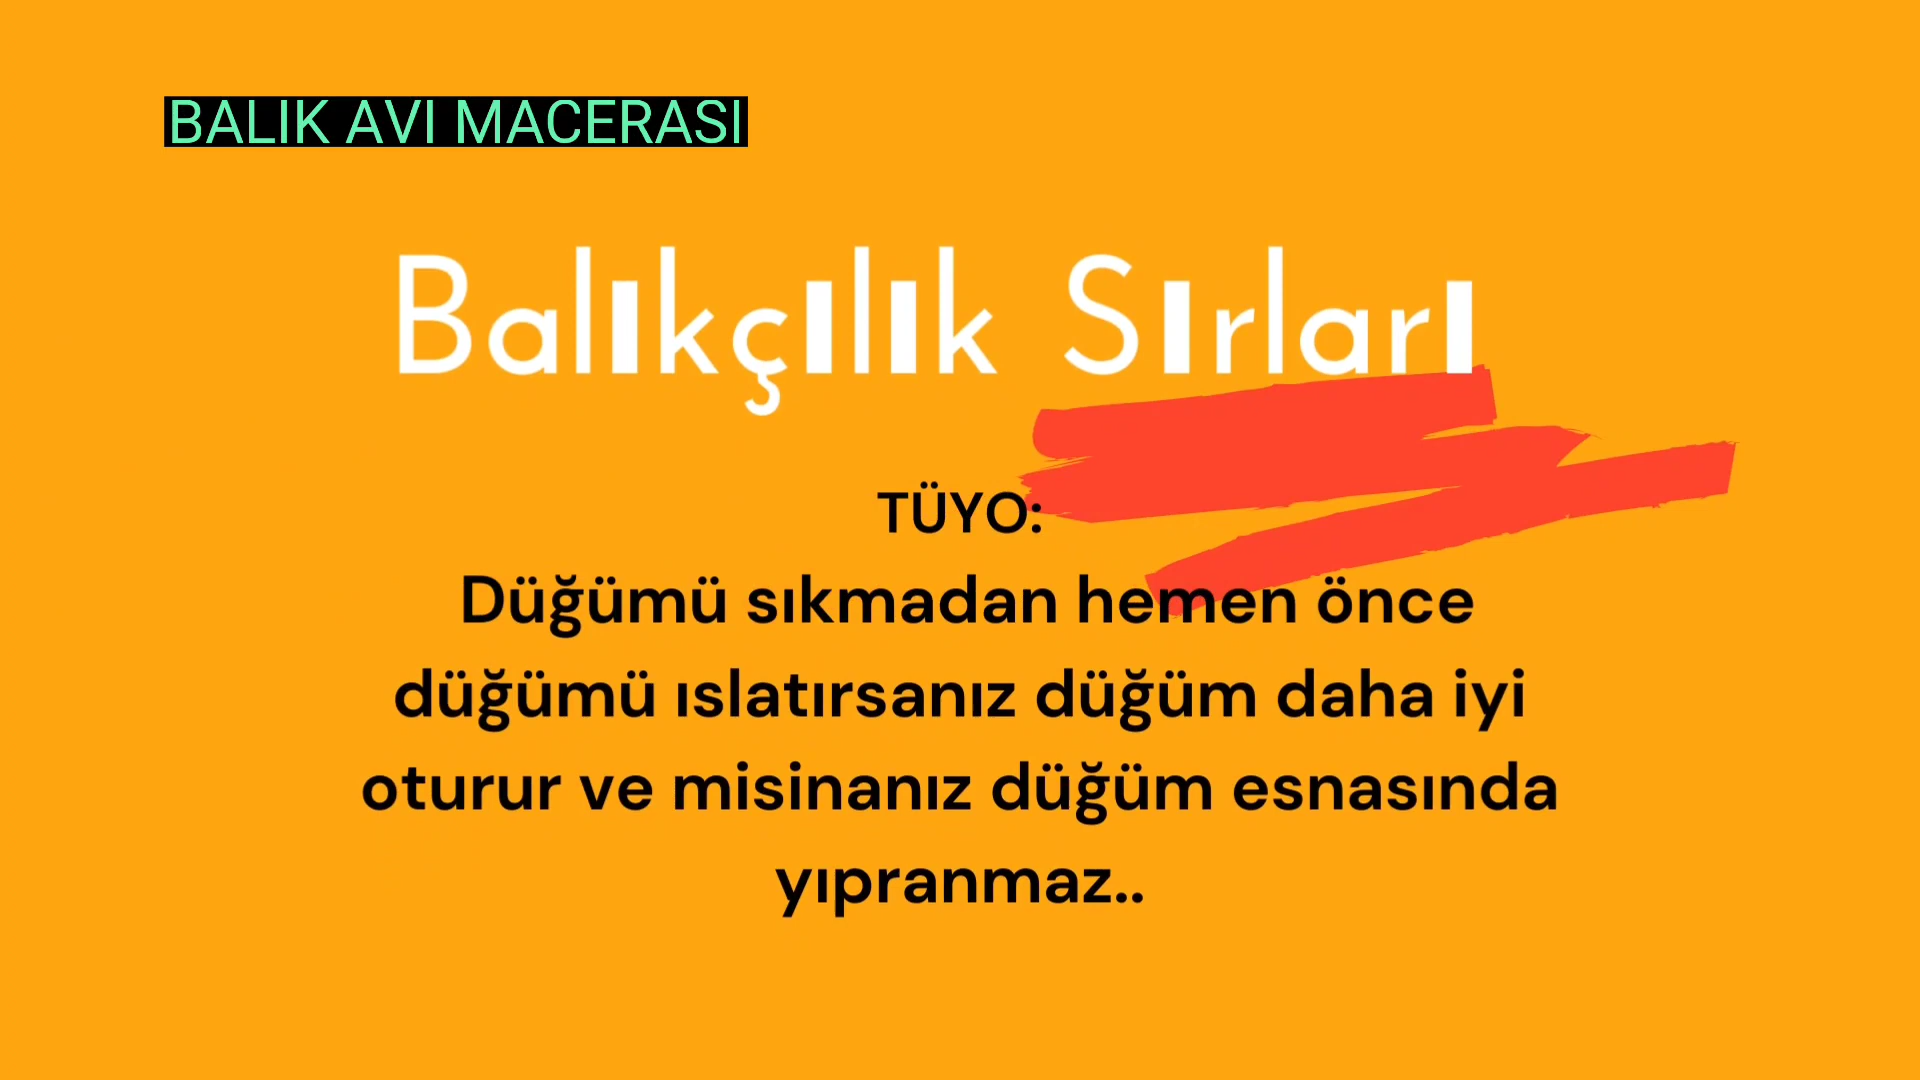 BALIK AVI MACERASI
Balıkçılık Sırları
TÜYO:
Düğümü sıkmadan hemen önce
düğümü ıslatırsanız düğüm daha iyi
oturur ve misinanız düğüm esnasında
yıpranmaz..